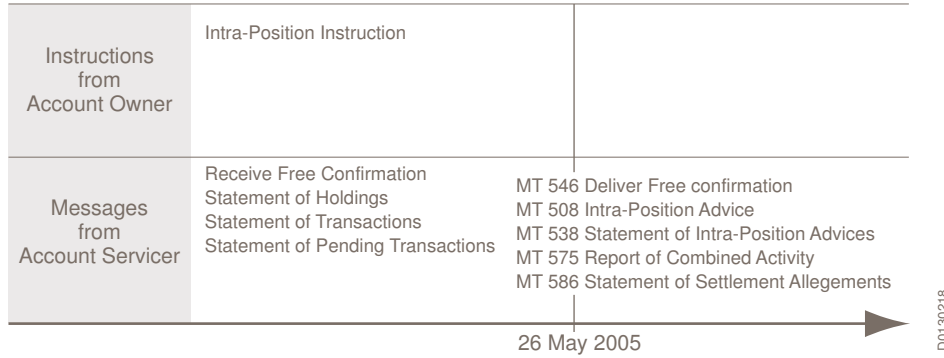 Instructions
from
Account Owner
Intra-Position Instruction
Messages
from
Account Servicer
Receive Free Confirmation
Statement of Holdings
Statement of Transactions
Statement of Pending Transactions
MT 546 Deliver Free confirmation
MT 508 Intra-Position Advice
MT 538 Statement of Intra-Position Advices
MT 575 Report of Combined Activity
MT 586 Statement of Settlement Allegements
26 May 2005
D0130218